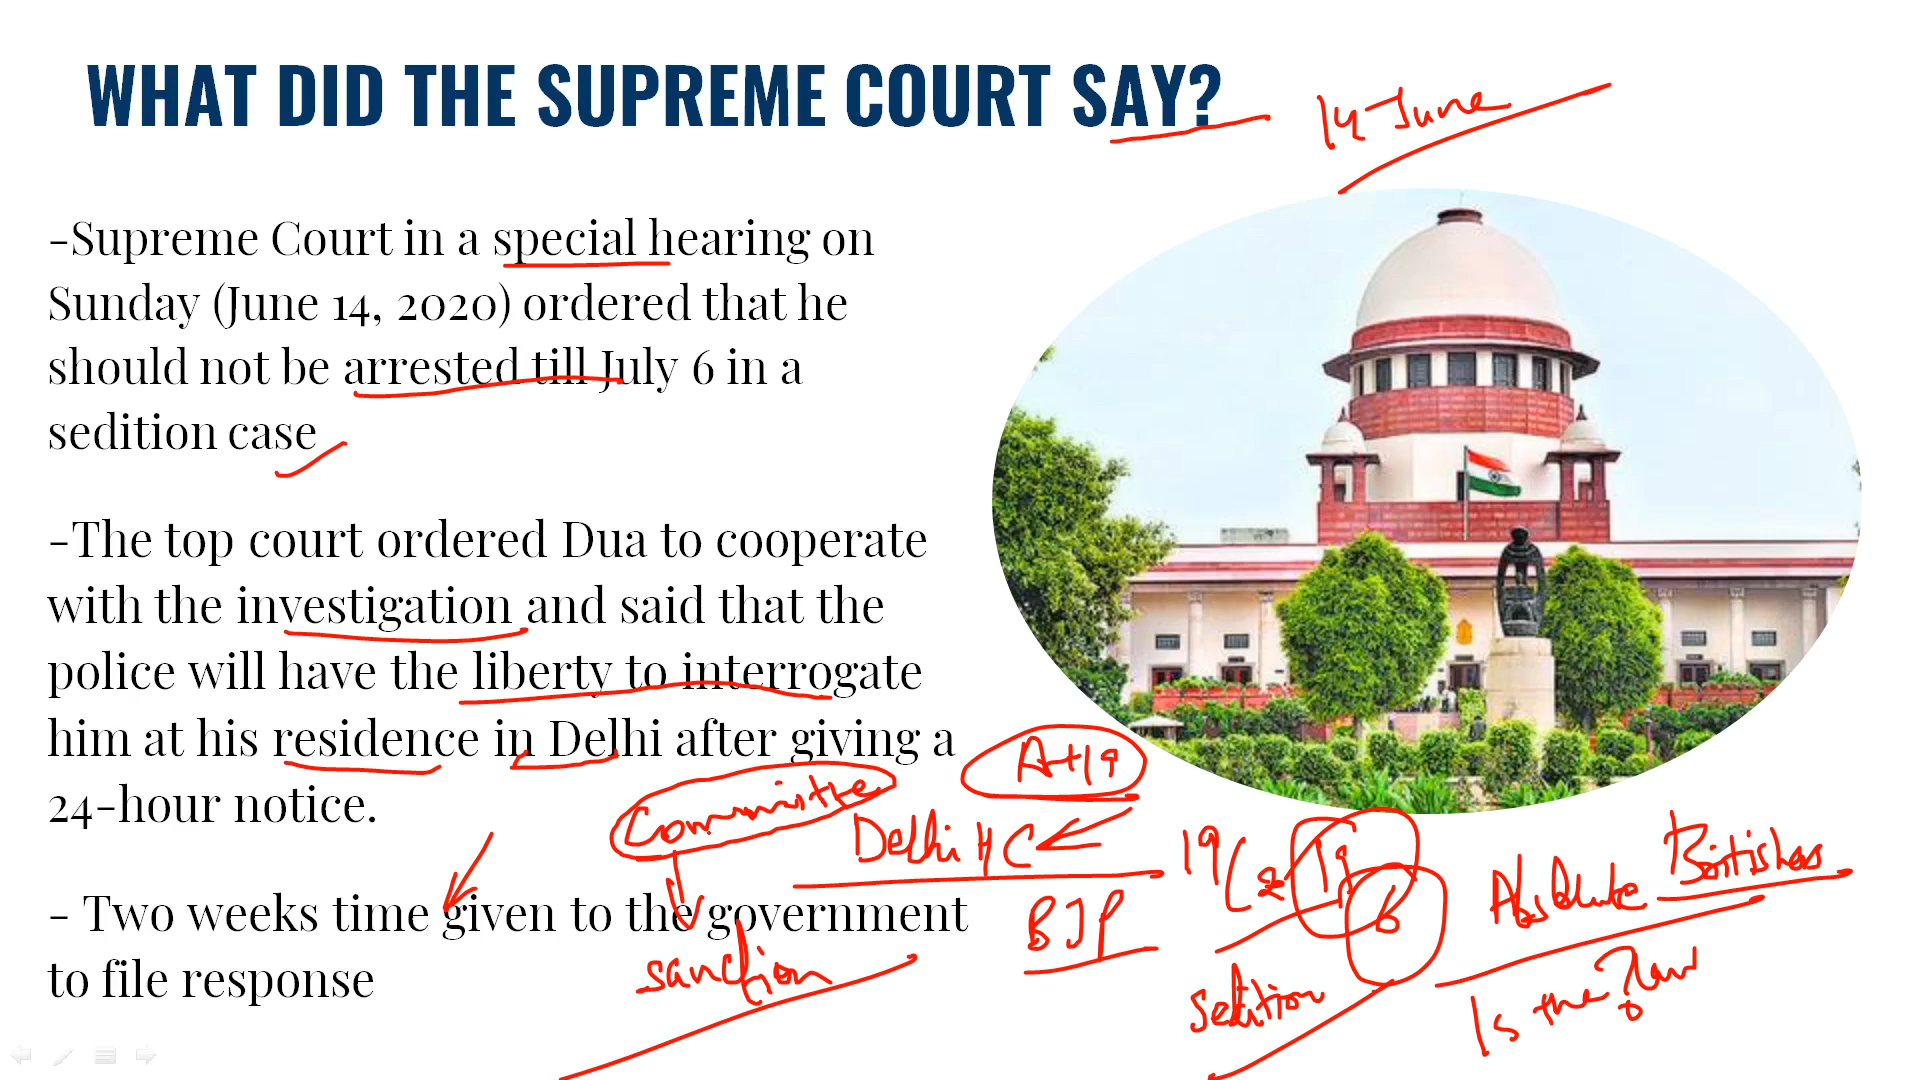 WHAT DID THE SUPREME COURT SAY?
14 June
-Supreme Court in a special hearing on
Sunday (June 14, 2020) ordered that he
should not be arrested till July 6 in a
sedition case
-The top court ordered Dua to cooperate
with the investigation and said that the
police will have the liberty to interrogate
him at his residence in Delhi after giving a
24-hour notice.
- Two weeks time given to the government
to file response
Committee
sanction
Delhi HC
BJP
Sedition
Absolute
Is the